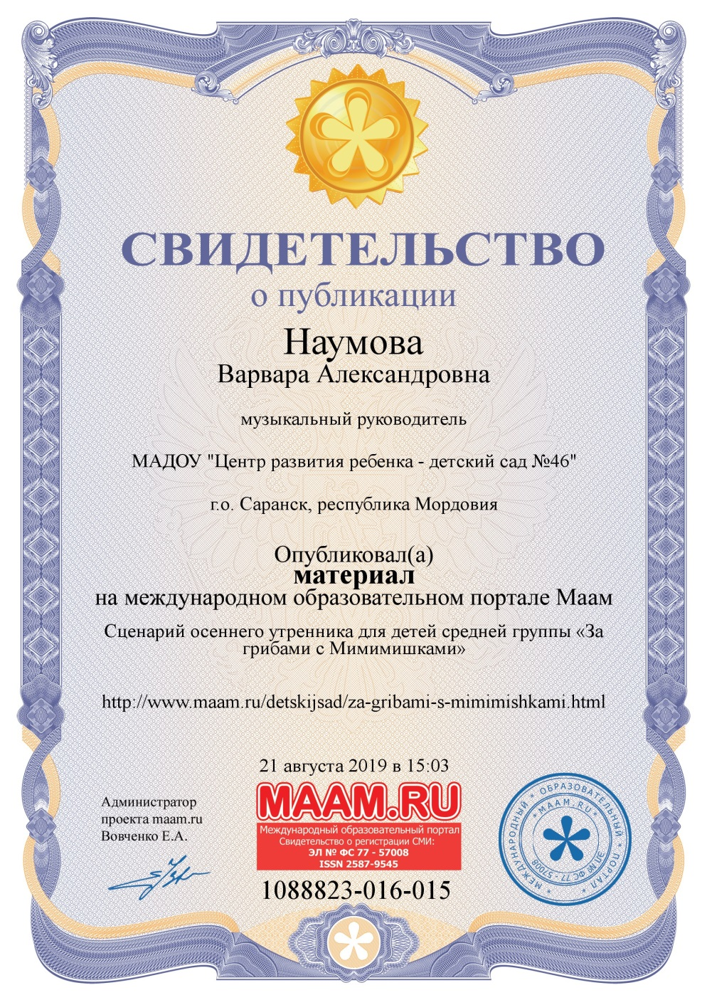 СВИДЕТЕЛЬСТВО
о публикации
Наумова
Варвара Александровна
музыкальный руководитель
МАДОУ "Центр развития ребенка - детский сад №46"
г.о. Саранск, республика Мордовия
Опубликовал(а)
материал
на международном образовательном портале Маам
Сценарий осеннего утренника для детей средней группы «За
грибами с Мимимишками»
http://www.maam.ru/detskijsad/za-gribami-s-mimimishkami.html
21 августа 2019 в 15:03
Администратор
проекта maam.ru
Вовченко Е.А.
MAAM.RU
Международный образовательный портал
Свидетельство о регистрации СМИ:
ЭЛ № ФС 77 - 57008
ISSN 2587-9545
1088823-016-015
* МЕЖДУНАРОДНЫЙ * ОБРАЗОВАТЕЛЬНЫЙ * ПОРТАЛ *
*MAAM.RU*
ЭЛ № ФС 77 - 57008